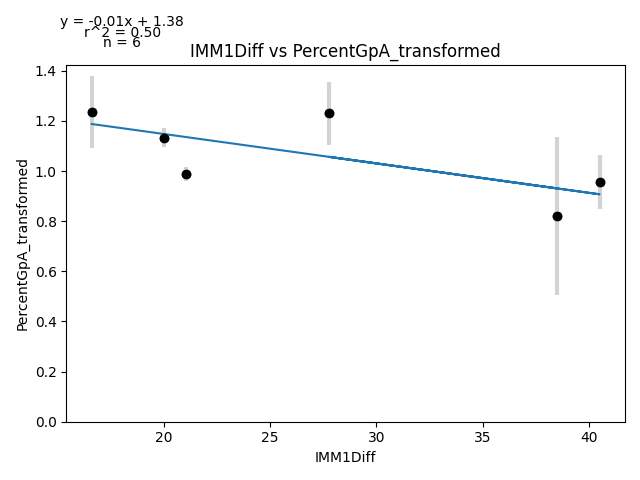 y = -0.01x + 1.38
r^2 = 0.50
n = 6
IMM1Diff vs PercentGpA_transformed
PercentGpA_transformed
1.4
1.2
1.0
0.8
0.6
0.4
0.2
0.0
20 25 30 35 40
IMM1Diff